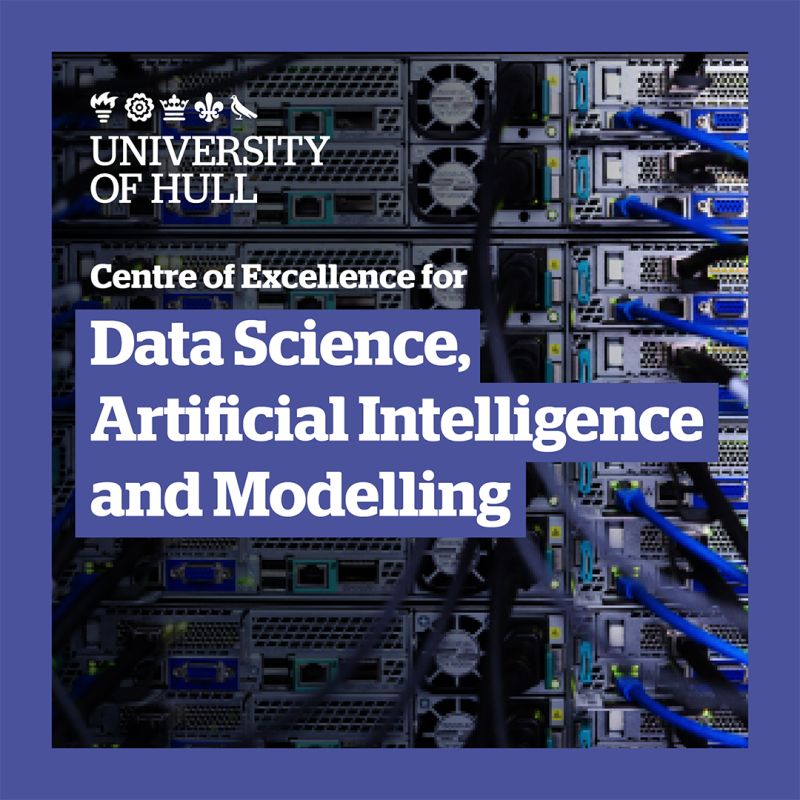 UNIVERSITY
OF HULL
Centre of Excellence for
Data Science,
Artificial Intelligence
and Modelling